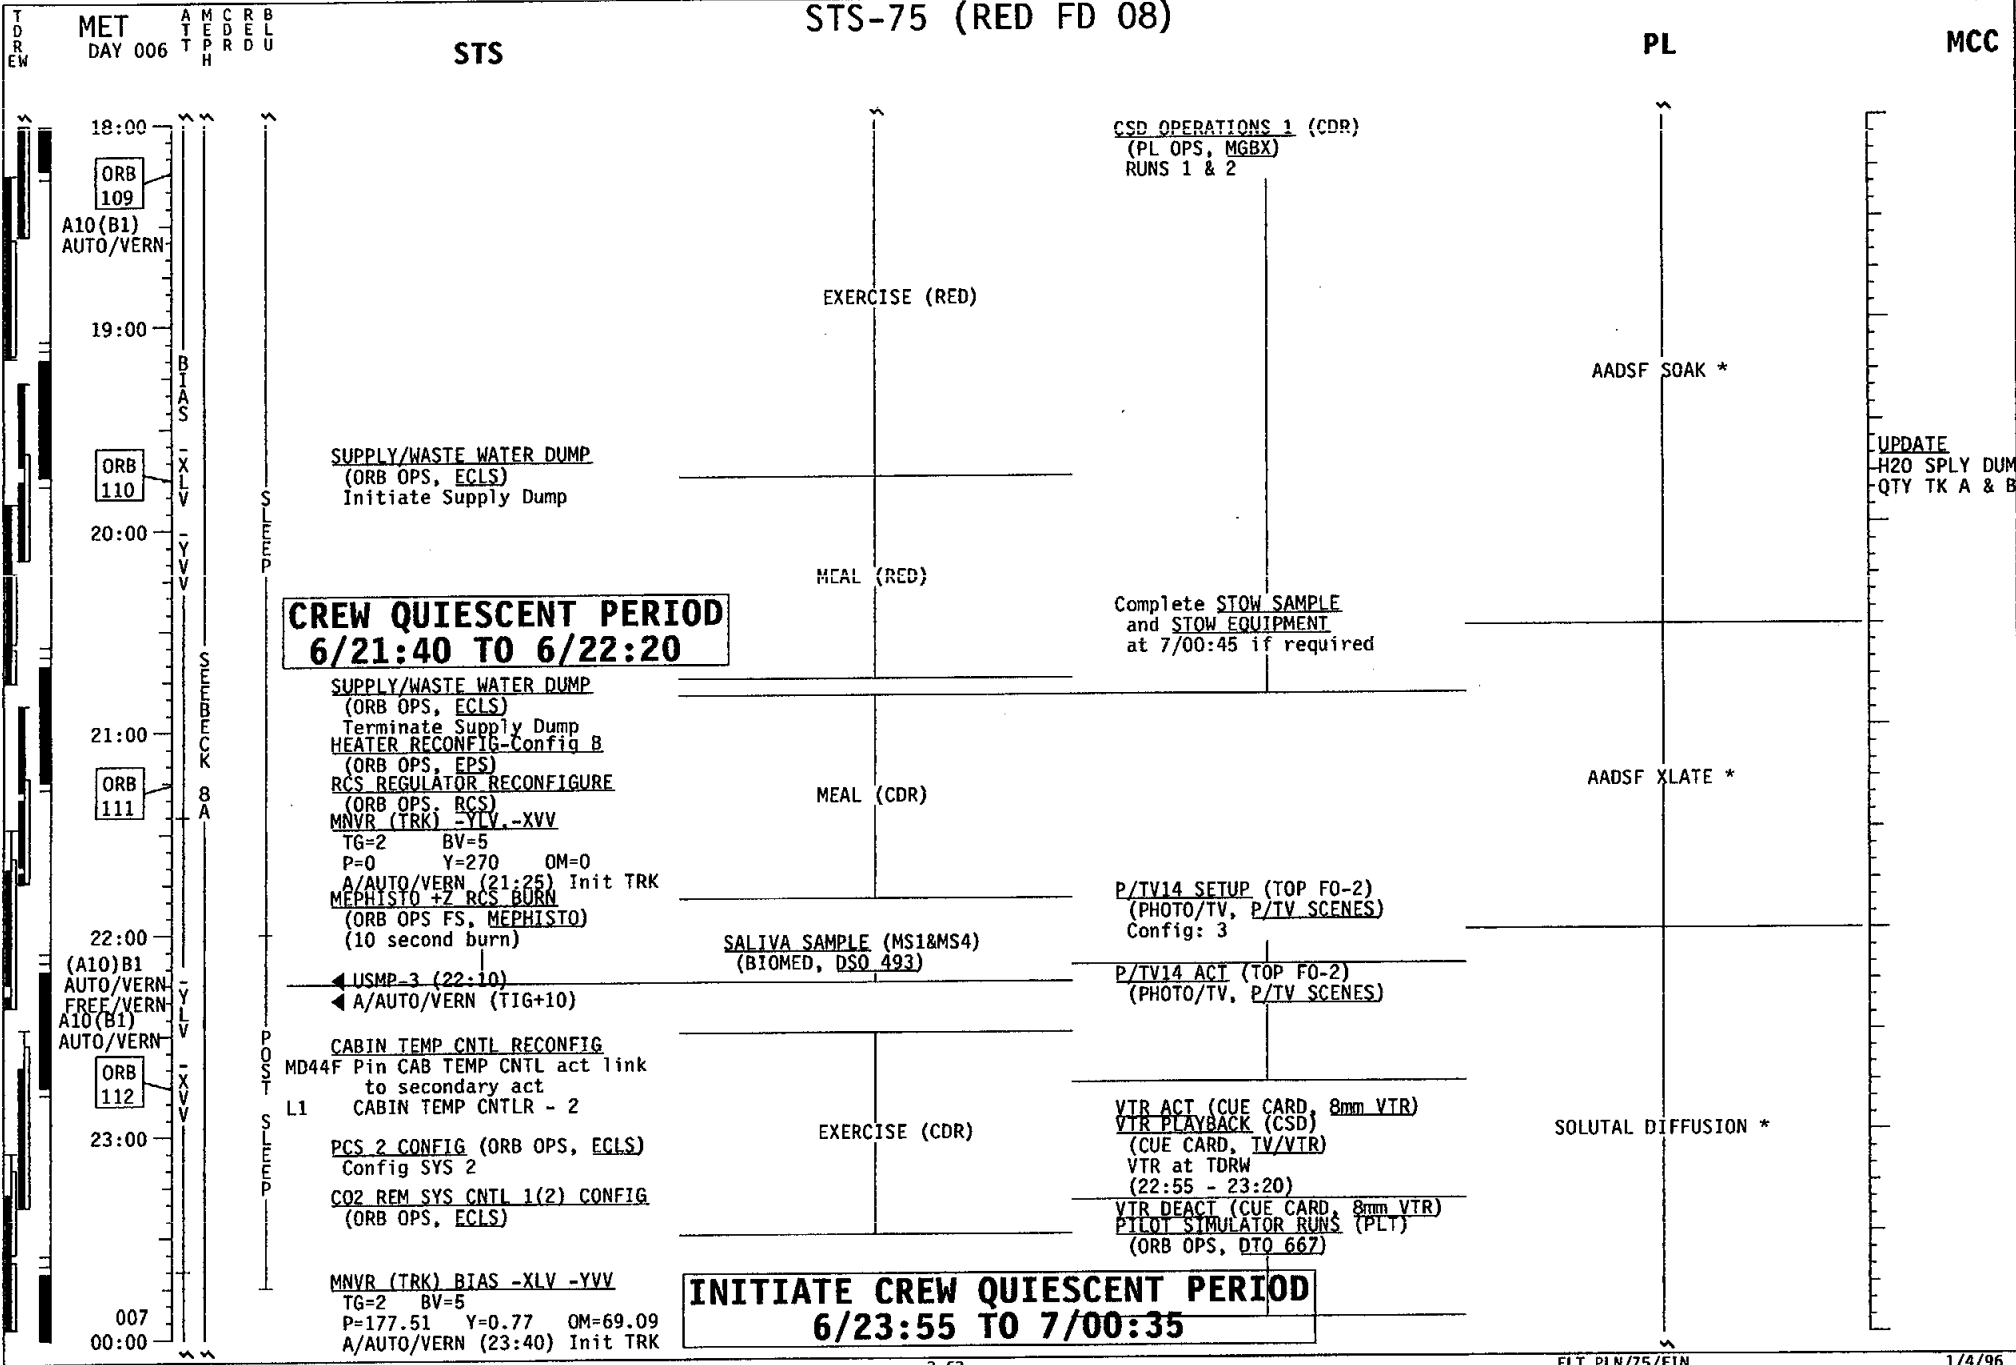 STS-75 (RED FD 08)
TDREW
MET
DAY 006
ATT
MEPH
CDR
RED
BLU
STS
PL
MCC
18:00
ORB
109
A10(B1)
AUTO/VERN
19:00
ORB
110
20:00
21:00
ORB
111
22:00
(A10)B1
AUTO/VERN
FREE/VERN
A10(B1)
AUTO/VERN
ORB
112
23:00
007
00:00
BIAS -XLV -YVV
-YLV -XVV
SEEBECK 8A
SLEEP
POST SLEEP
SUPPLY/WASTE WATER DUMP
(ORB OPS, ECLS)
Initiate Supply Dump
CREW QUIESCENT PERIOD
6/21:40 TO 6/22:20
SUPPLY/WASTE WATER DUMP
(ORB OPS, ECLS)
Terminate Supply Dump
HEATER RECONFIG-Config 8
(ORB OPS, EPS)
RCS REGULATOR RECONFIGURE
(ORB OPS, RCS)
MNVR (TRK) -YLV,-XVV
TG=2 BV=5
P=0 Y=270 OM=0
A/AUTO/VERN (21:25) Init TRK
MEPHISTO +Z RCS BURN
(ORB OPS FS, MEPHISTO)
(10 second burn)
◀ USMP-3 (22:10)
◀ A/AUTO/VERN (TIG+10)
CABIN TEMP CNTL RECONFIG
MD44F Pin CAB TEMP CNTL act link
to secondary act
L1 CABIN TEMP CNTLR - 2
PCS 2 CONFIG (ORB OPS, ECLS)
Config SYS 2
CO2 REM SYS CNTL 1(2) CONFIG
(ORB OPS, ECLS)
MNVR (TRK) BIAS -XLV -YVV
TG=2 BV=5
P=177.51 Y=0.77 OM=69.09
A/AUTO/VERN (23:40) Init TRK
EXERCISE (RED)
MEAL (RED)
MEAL (CDR)
SALIVA SAMPLE (MS1&MS4)
(BIOMED, DSO 493)
EXERCISE (CDR)
INITIATE CREW QUIESCENT PERIOD
6/23:55 TO 7/00:35
CSD OPERATIONS 1 (CDR)
(PL OPS, MGBX)
RUNS 1 & 2
Complete STOW SAMPLE
and STOW EQUIPMENT
at 7/00:45 if required
P/TV14 SETUP (TOP FO-2)
(PHOTO/TV, P/TV SCENES)
Config: 3
P/TV14 ACT (TOP FO-2)
(PHOTO/TV, P/TV SCENES)
VTR ACT (CUE CARD, 8mm VTR)
VTR PLAYBACK (CSD)
(CUE CARD, TV/VTR)
VTR at TDRW
(22:55 - 23:20)
VTR DEACT (CUE CARD, 8mm VTR)
PILOT SIMULATOR RUNS (PLT)
(ORB OPS, DTO 667)
AADSF SOAK *
AADSF XLATE *
SOLUTAL DIFFUSION *
UPDATE
H2O SPLY DUM
QTY TK A & B
FLT PLN/75/FIN
1/4/96